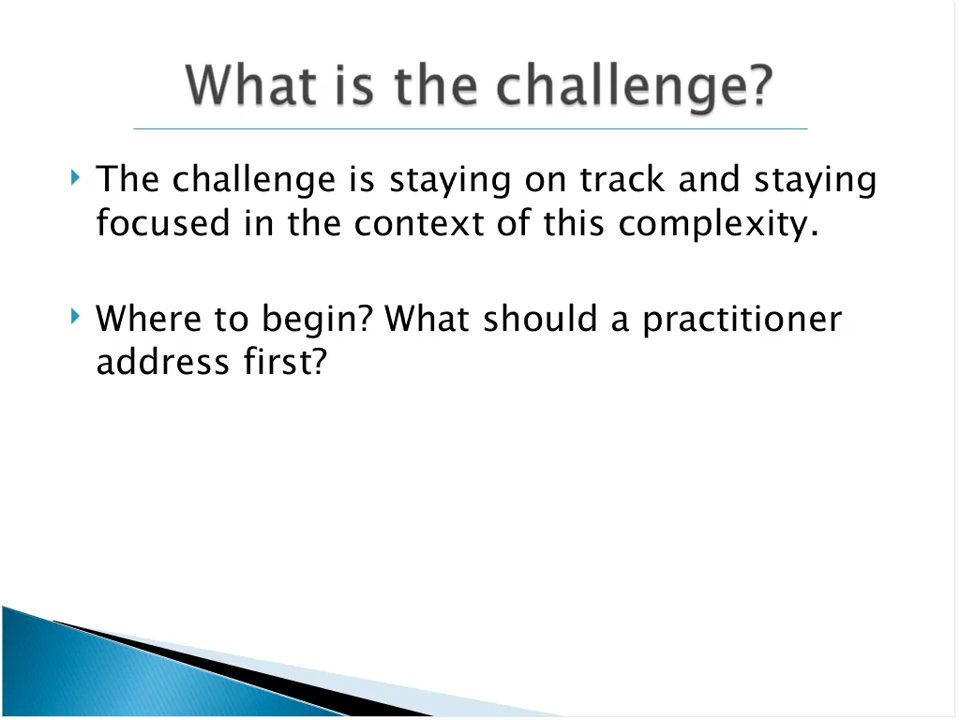 What is the challenge?
The challenge is staying on track and staying
focused in the context of this complexity.
Where to begin? What should a practitioner
address first?